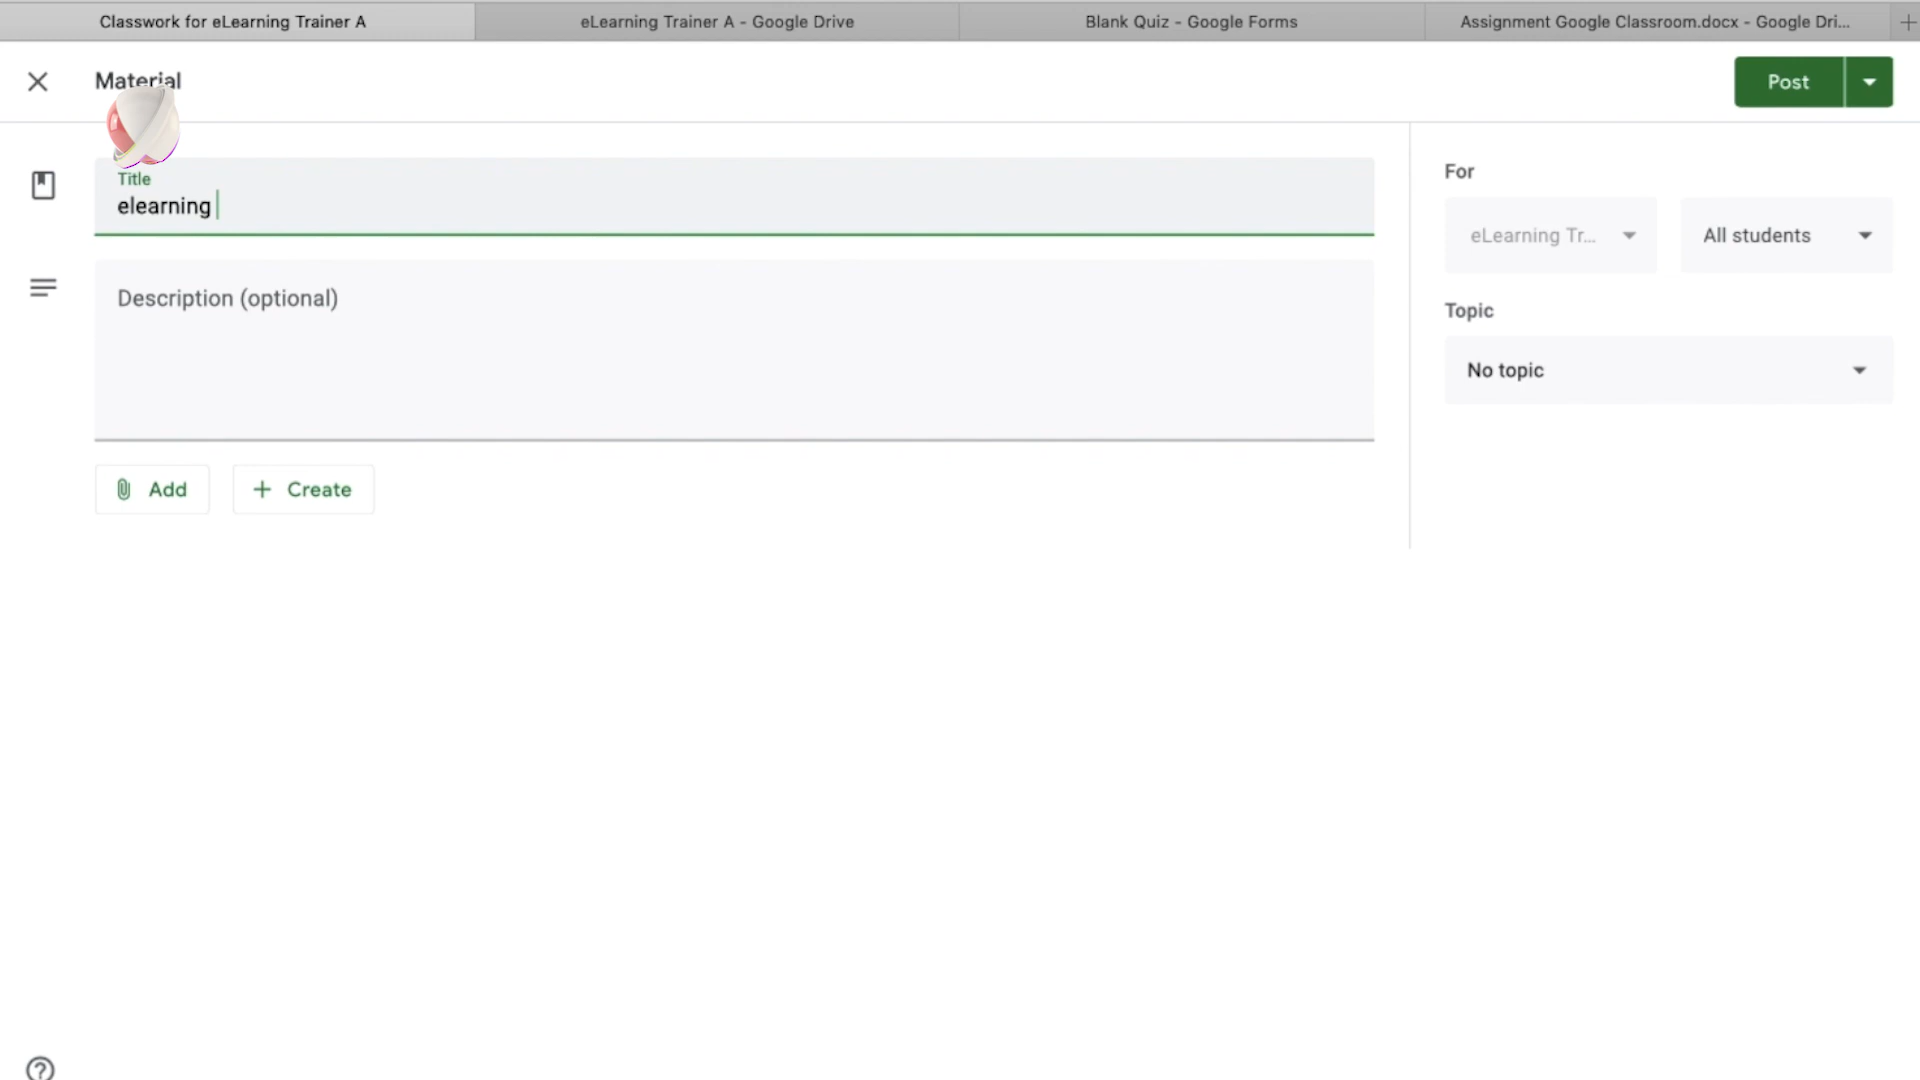 Classwork for eLearning Trainer A
eLearning Trainer A - Google Drive
Blank Quiz - Google Forms
Assignment Google Classroom.docx - Google Dri...
Material
Post
Title
elearning
Description (optional)
Add
Create
For
eLearning Tr...
All students
Topic
No topic